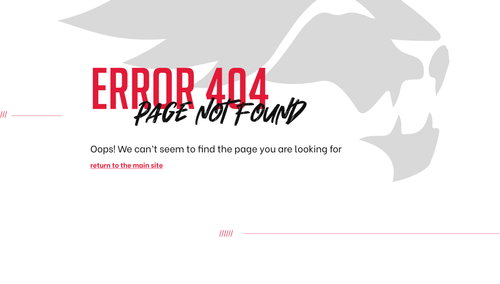 ERROR 404
PAGE NOT FOUND
Oops! We can't seem to find the page you are looking for
return to the main site